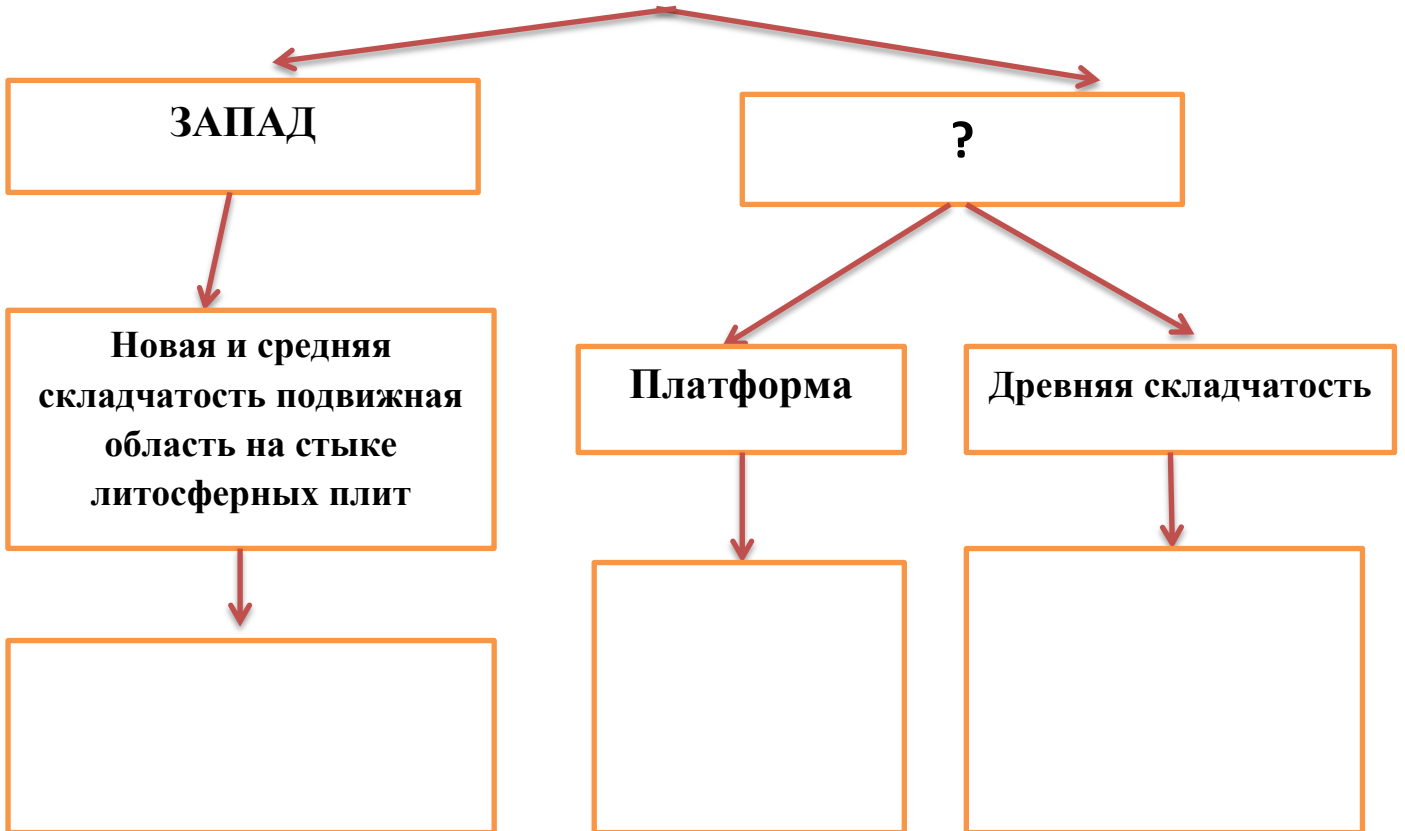 ЗАПАД
?
Новая и средняя
складчатость подвижная
область на стыке
литосферных плит
Платформа
Древняя складчатость